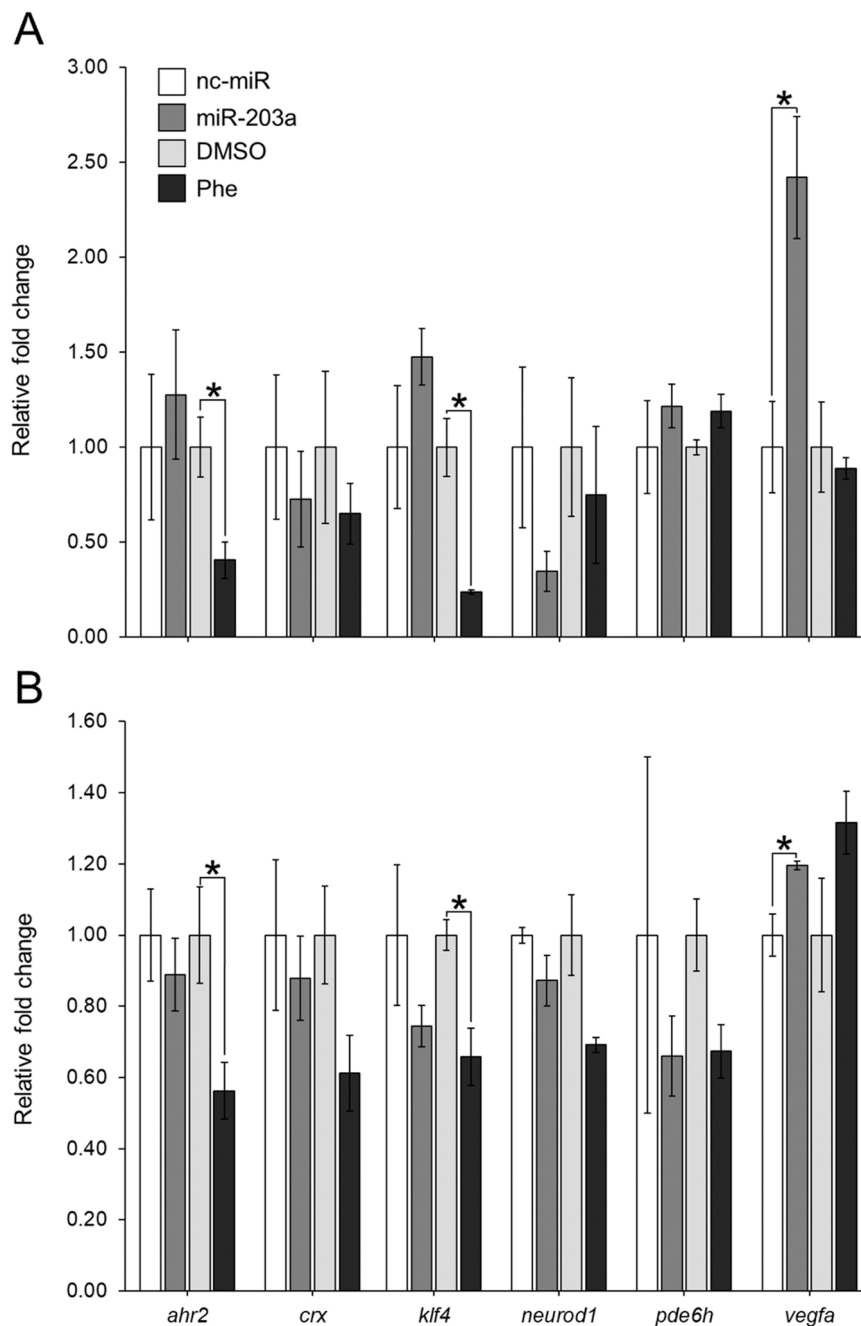 A
3.00
2.50
2.00
1.50
1.00
0.50
0.00
Relative fold change
nc-miR
miR-203a
DMSO
Phe
*
*
*
B
1.60
1.40
1.20
1.00
0.80
0.60
0.40
0.20
0.00
Relative fold change
*
*
*
ahr2 crx klf4 neurod1 pde6h vegfa